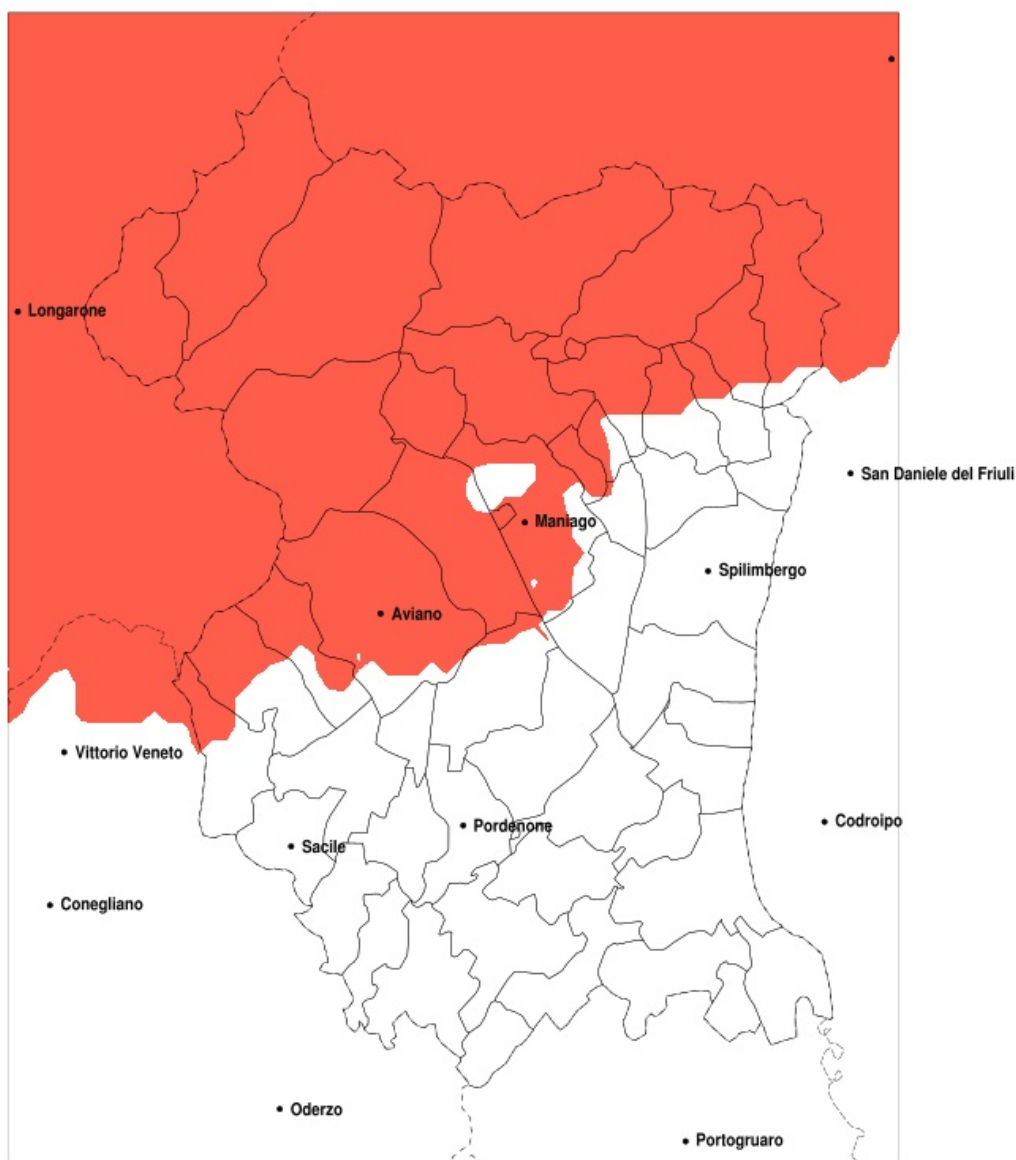 Longarone
San Daniele del Friuli
Maniago
Spilimbergo
Aviano
Vittorio Veneto
Codroipo
Pordenone
Sacile
Conegliano
Oderzo
Portogruaro